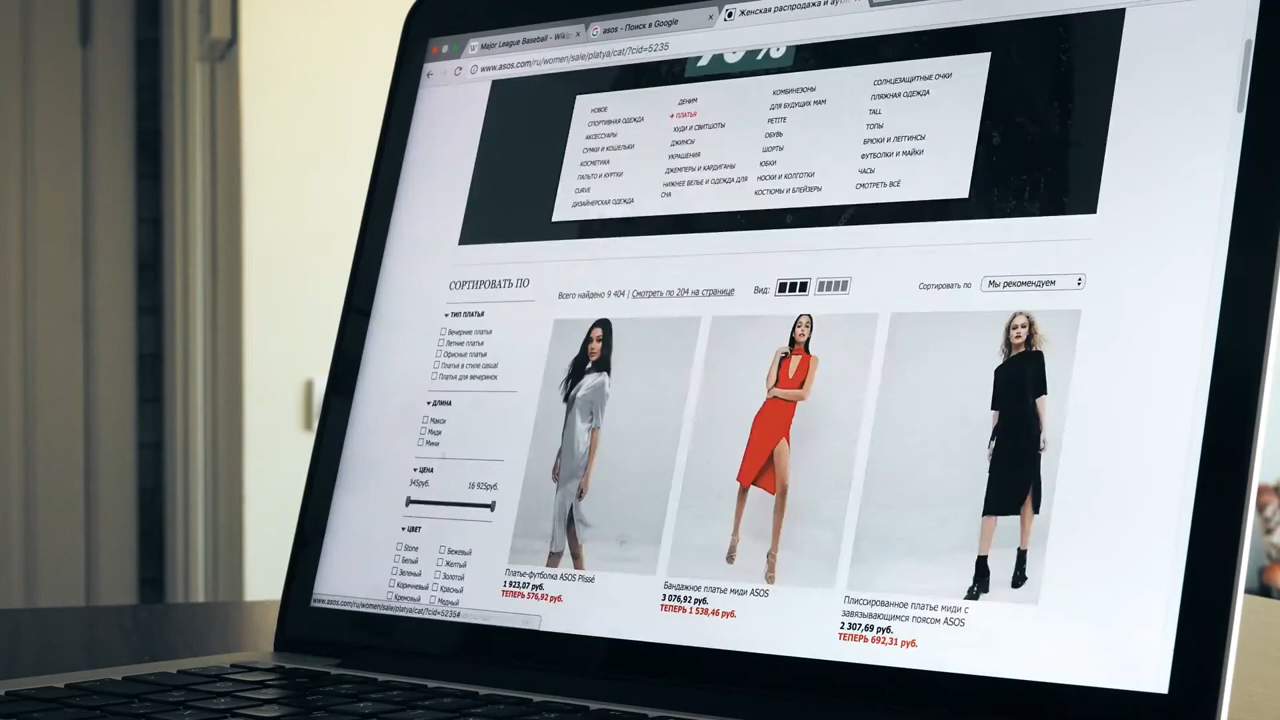 Major League Baseball - Wikip
asos - Поиск в Google
Женская распродажа и аут
www.asos.com/ru/women/sale/platya/cat/?cid=5235
70%
НОВОЕ
СПОРТИВНАЯ ОДЕЖДА
АКСЕССУАРЫ
СУМКИ И КОШЕЛЬКИ
КОСМЕТИКА
ПАЛЬТО И КУРТКИ
CURVE
ДИЗАЙНЕРСКАЯ ОДЕЖДА
ДЕНИМ
+ ПЛАТЬЯ
ХУДИ И СВИТШОТЫ
ДЖИНСЫ
УКРАШЕНИЯ
ДЖЕМПЕРЫ И КАРДИГАНЫ
НИЖНЕЕ БЕЛЬЕ И ОДЕЖДА ДЛЯ
СНА
КОМБИНЕЗОНЫ
ДЛЯ БУДУЩИХ МАМ
PETITE
ОБУВЬ
ШОРТЫ
ЮБКИ
НОСКИ И КОЛГОТКИ
КОСТЮМЫ И БЛЕЙЗЕРЫ
СОЛНЦЕЗАЩИТНЫЕ ОЧКИ
ПЛЯЖНАЯ ОДЕЖДА
TALL
ТОПЫ
БРЮКИ И ЛЕГГИНСЫ
ФУТБОЛКИ И МАЙКИ
ЧАСЫ
СМОТРЕТЬ ВСЁ
СОРТИРОВАТЬ ПО
Всего найдено 9 404 | Смотреть по 204 на странице
Вид:
Сортировать по
Мы рекомендуем
ТИП ПЛАТЬЯ
Вечерние платья
Летние платья
Офисные платья
Платья в стиле casual
Платья для вечеринок
ДЛИНА
Макси
Миди
Мини
ЦЕНА
345руб.
16 925руб.
ЦВЕТ
Stone
Белый
Зеленый
Коричневый
Кремовый
Бежевый
Желтый
Золотой
Красный
Медный
Платье-футболка ASOS Plissé
1 923,07 руб.
ТЕПЕРЬ 576,92 руб.
Бандажное платье миди ASOS
3 076,92 руб.
ТЕПЕРЬ 1 538,46 руб.
Плиссированное платье миди с
завязывающимся поясом ASOS
2 307,69 руб.
ТЕПЕРЬ 692,31 руб.
www.asos.com/ru/women/sale/platya/cat/?cid=5235#